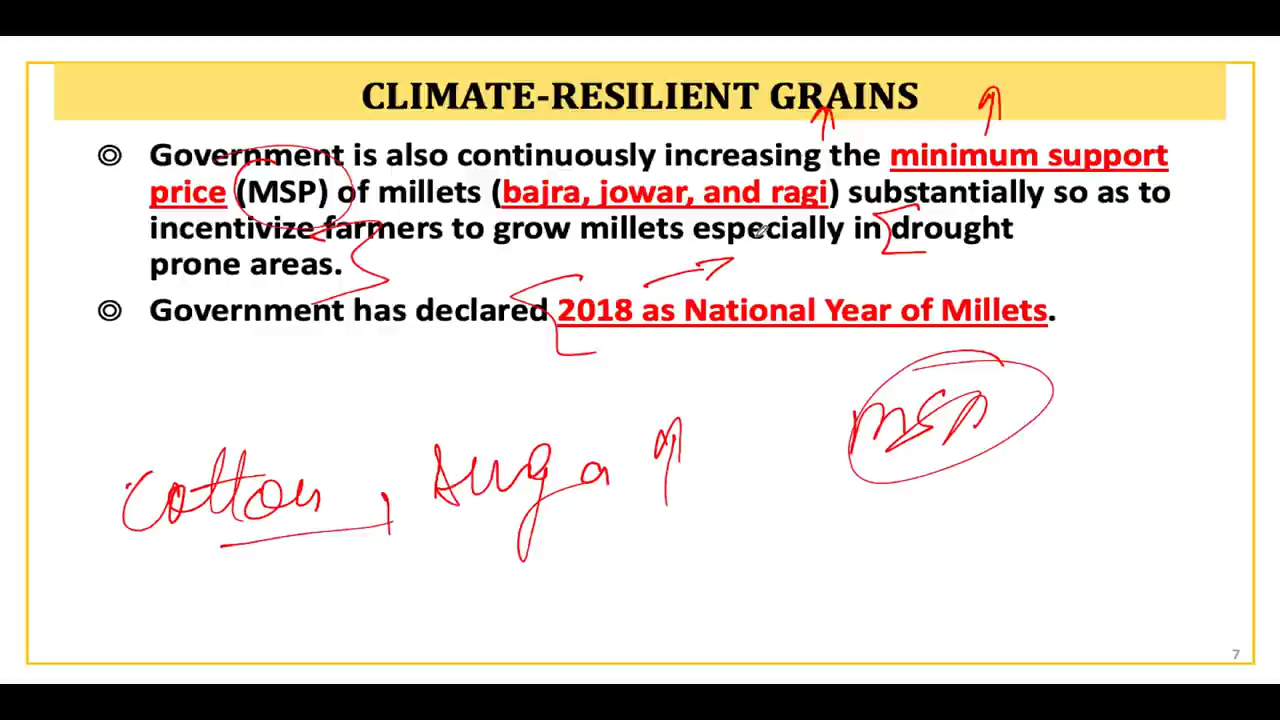 CLIMATE-RESILIENT GRAINS
◎ Government is also continuously increasing the minimum support
price (MSP) of millets (bajra, jowar, and ragi) substantially so as to
incentivize farmers to grow millets especially in drought
prone areas.
◎ Government has declared 2018 as National Year of Millets.
MSP
cotton, suga
7